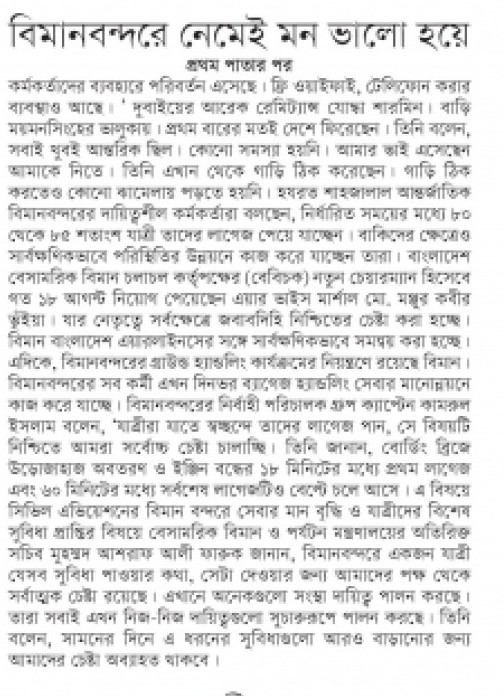 বিমানবন্দরে নেমেই মন ভালো হয়ে
প্রথম পাতার পর
কর্মকর্তাদের ব্যবহারে পরিবর্তন এসেছে। ফ্রি ওয়াইফাই, টেলিফোন করার
ব্যবস্থাও আছে। ' দুবাইয়ের আরেক রেমিট্যান্স যোদ্ধা শারমিন। বাড়ি
ময়মনসিংহের ভালুকায়। প্রথম বারের মতই দেশে ফিরেছেন। তিনি বলেন,
সবাই খুবই আন্তরিক ছিল। কোনো সমস্যা হয়নি। আমার ভাই এসেছেন
আমাকে নিতে। তিনি এখান থেকে গাড়ি ঠিক করেছেন। গাড়ি ঠিক
করতেও কোনো ঝামেলায় পড়তে হয়নি। হযরত শাহজালাল আন্তর্জাতিক
বিমানবন্দরের দায়িত্বশীল কর্মকর্তারা বলছেন, নির্ধারিত সময়ের মধ্যে ৮০
থেকে ৮৫ শতাংশ যাত্রী তাদের লাগেজ পেয়ে যাচ্ছেন। বাকিদের ক্ষেত্রেও
সার্বক্ষণিকভাবে পরিস্থিতির উন্নয়নে কাজ করে যাচ্ছেন তারা। বাংলাদেশ
বেসামরিক বিমান চলাচল কর্তৃপক্ষের (বেবিচক) নতুন চেয়ারম্যান হিসেবে
গত ১৮ আগস্ট নিয়োগ পেয়েছেন এয়ার ভাইস মার্শাল মো. মঞ্জুর কবীর
ভুঁইয়া। যার নেতৃত্বে সর্বক্ষেত্রে জবাবদিহি নিশ্চিতের চেষ্টা করা হচ্ছে।
বিমান বাংলাদেশ এয়ারলাইনসের সঙ্গে সার্বক্ষণিকভাবে সমন্বয় করা হচ্ছে।
এদিকে, বিমানবন্দরের গ্রাউন্ড হ্যান্ডলিং কার্যক্রমের নিয়ন্ত্রণে রয়েছে বিমান।
বিমানবন্দরের সব কর্মী এখন দিনভর ব্যাগেজ হ্যান্ডলিং সেবার মানোন্নয়নে
কাজ করে যাচ্ছে। বিমানবন্দরের নির্বাহী পরিচালক গ্রুপ ক্যাপ্টেন কামরুল
ইসলাম বলেন, 'যাত্রীরা যাতে স্বচ্ছন্দে তাদের লাগেজ পান, সে বিষয়টি
নিশ্চিতে আমরা সর্বোচ্চ চেষ্টা চালাচ্ছি। তিনি জানান, বোর্ডিং ব্রিজে
উড়োজাহাজ অবতরণ ও ইঞ্জিন বন্ধের ১৮ মিনিটের মধ্যে প্রথম লাগেজ
এবং ৬০ মিনিটের মধ্যে সর্বশেষ লাগেজটিও বেল্টে চলে আসে। এ বিষয়ে
সিভিল এভিয়েশনের বিমান বন্দরে সেবার মান বৃদ্ধি ও যাত্রীদের বিশেষ
সুবিধা প্রাপ্তির বিষয়ে বেসামরিক বিমান ও পর্যটন মন্ত্রণালয়ের অতিরিক্ত
সচিব মুহম্মদ আশরাফ আলী ফারুক জানান, বিমানবন্দরে একজন যাত্রী
যেসব সুবিধা পাওয়ার কথা, সেটা দেওয়ার জন্য আমাদের পক্ষ থেকে
সর্বাত্মক চেষ্টা রয়েছে। এখানে অনেকগুলো সংস্থা দায়িত্ব পালন করছে।
তারা সবাই এখন নিজ-নিজ দায়িত্বগুলো সুচারুরূপে পালন করছে। তিনি
বলেন, সামনের দিনে এ ধরনের সুবিধাগুলো আরও বাড়ানোর জন্য
আমাদের চেষ্টা অব্যাহত থাকবে।